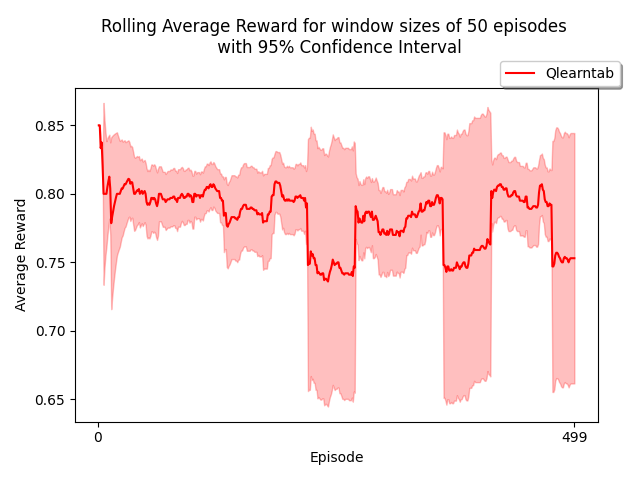 Rolling Average Reward for window sizes of 50 episodes
with 95% Confidence Interval
Qlearntab
0.85
0.80
0.75
0.70
0.65
Average Reward
0
499
Episode